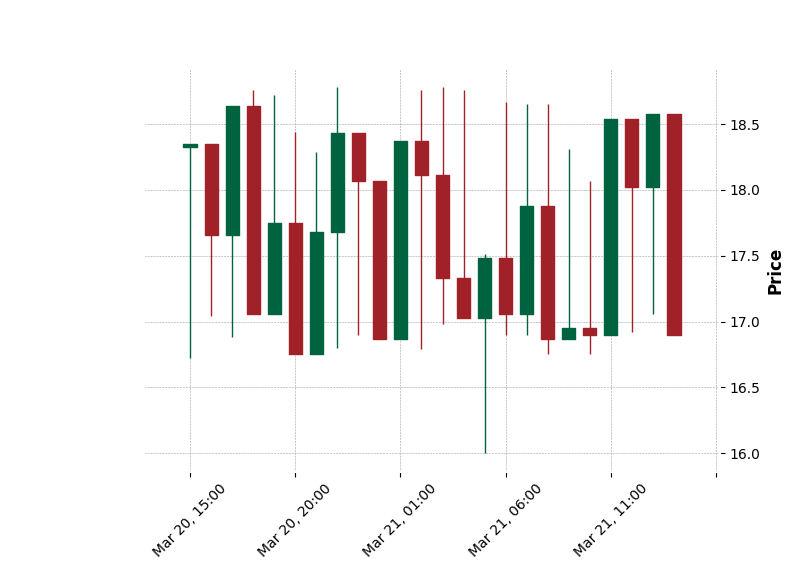 18.5
18.0
17.5
17.0
16.5
16.0
Price
Mar 20, 15:00
Mar 20, 20:00
Mar 21, 01:00
Mar 21, 06:00
Mar 21, 11:00